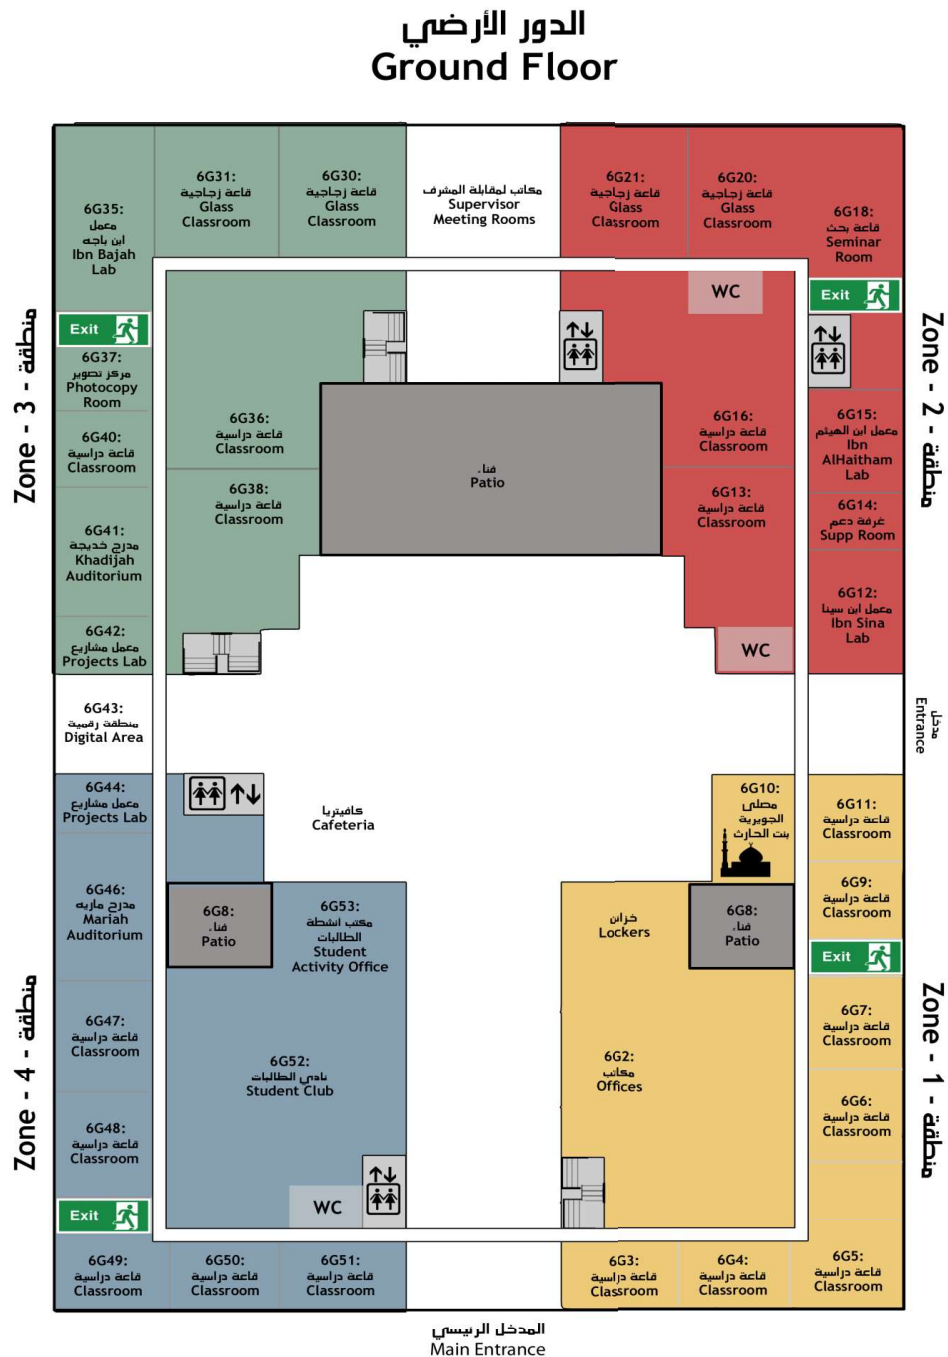 الدور الأرضي
Ground Floor
6G35:
معمل
ابن باجه
Ibn Bajah
Lab
6G31:
قاعة زجاجية
Glass
Classroom
6G30:
قاعة زجاجية
Glass
Classroom
مكاتب لمقابلة المشرف
Supervisor
Meeting Rooms
6G21:
قاعة زجاجية
Glass
Classroom
6G20:
قاعة زجاجية
Glass
Classroom
6G18:
قاعة بحث
Seminar
Room
WC
Exit
Exit
منطقة - 3 - Zone
Zone - 2 - منطقة
6G37:
مركز تصوير
Photocopy
Room
6G40:
قاعة دراسية
Classroom
6G36:
قاعة دراسية
Classroom
6G38:
قاعة دراسية
Classroom
فناء
Patio
6G16:
قاعة دراسية
Classroom
6G13:
قاعة دراسية
Classroom
6G15:
معمل ابن الهيثم
Ibn
AlHaitham
Lab
6G14:
غرفة دعم
Supp Room
6G41:
مدرج خديجة
Khadijah
Auditorium
6G12:
معمل ابن سينا
Ibn Sina
Lab
6G42:
معمل مشاريع
Projects Lab
WC
6G43:
منطقة رقمية
Digital Area
مدخل
Entrance
6G44:
معمل مشاريع
Projects Lab
كافيتريا
Cafeteria
6G10:
مصلى
الجويرية
بنت الحارث
6G11:
قاعة دراسية
Classroom
6G46:
مدرج ماريه
Mariah
Auditorium
6G8:
فناء
Patio
6G53:
مكتب انشطة
الطالبات
Student
Activity Office
خزائن
Lockers
6G8:
فناء
Patio
6G9:
قاعة دراسية
Classroom
Exit
منطقة - 4 - Zone
Zone - 1 - منطقة
6G47:
قاعة دراسية
Classroom
6G52:
نادي الطالبات
Student Club
6G2:
مكاتب
Offices
6G7:
قاعة دراسية
Classroom
6G6:
قاعة دراسية
Classroom
6G48:
قاعة دراسية
Classroom
Exit
WC
6G49:
قاعة دراسية
Classroom
6G50:
قاعة دراسية
Classroom
6G51:
قاعة دراسية
Classroom
6G3:
قاعة دراسية
Classroom
6G4:
قاعة دراسية
Classroom
6G5:
قاعة دراسية
Classroom
المدخل الرئيسي
Main Entrance